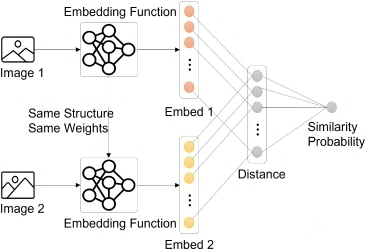 Embedding Function
Image 1
Embed 1
Same Structure
Same Weights
Similarity
Probability
Distance
Image 2
Embedding Function
Embed 2